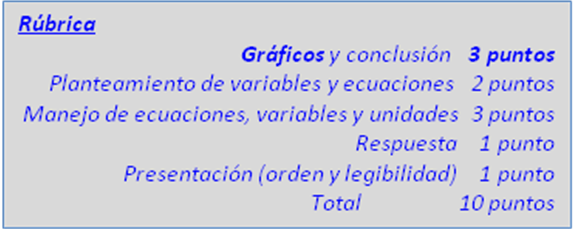 Rúbrica
Gráficos y conclusión 3 puntos
Planteamiento de variables y ecuaciones 2 puntos
Manejo de ecuaciones, variables y unidades 3 puntos
Respuesta 1 punto
Presentación (orden y legibilidad) 1 punto
Total 10 puntos